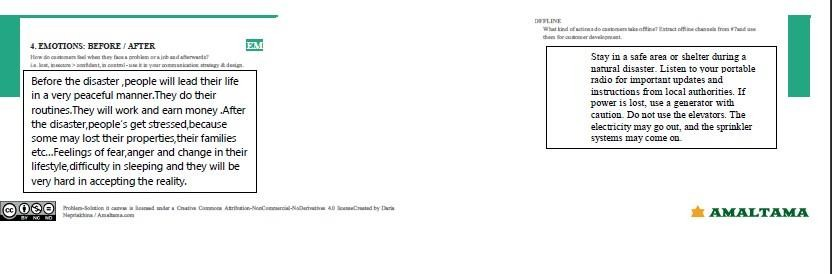 4. EMOTIONS: BEFORE / AFTER
EM
How do customers feel when they face a problem or a job and afterwards?
i.e. lost, insecure > confident, in control - use it in your communication strategy & design.
Before the disaster ,people will lead their life
in a very peaceful manner.They do their
routines.They will work and earn money .After
the disaster,people's get stressed,because
some may lost their properties,their families
etc...Feelings of fear,anger and change in their
lifestyle,difficulty in sleeping and they will be
very hard in accepting the reality.
OFFLINE
What kind of actions do customers take offline? Extract offline channels from #7 and use
them for customer development.
Stay in a safe area or shelter during a
natural disaster. Listen to your portable
radio for important updates and
instructions from local authorities. If
power is lost, use a generator with
caution. Do not use the elevators. The
electricity may go out, and the sprinkler
systems may come on.
cc
BY NC ND
Problem-Solution fit canvas is licensed under a Creative Commons Attribution-NonCommercial-NoDerivatives 4.0 licenseCreated by Daria
Nepriakhina / Amaltama.com
AMALTAMA